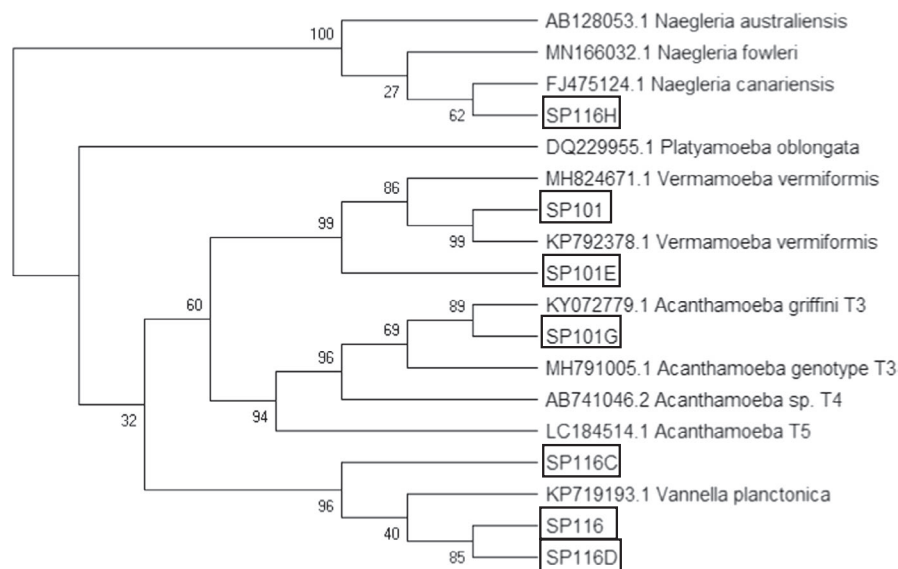 AB128053.1 Naegleria australiensis
100
MN166032.1 Naegleria fowleri
FJ475124.1 Naegleria canariensis
27
62
SP116H
DQ229955.1 Platyamoeba oblongata
MH824671.1 Vermamoeba vermiformis
86
SP101
99
99
KP792378.1 Vermamoeba vermiformis
SP101E
60
KY072779.1 Acanthamoeba griffini T3
89
SP101G
69
96
MH791005.1 Acanthamoeba genotype T3
AB741046.2 Acanthamoeba sp. T4
94
32
LC184514.1 Acanthamoeba T5
SP116C
KP719193.1 Vannella planctonica
96
SP116
40
85
SP116D